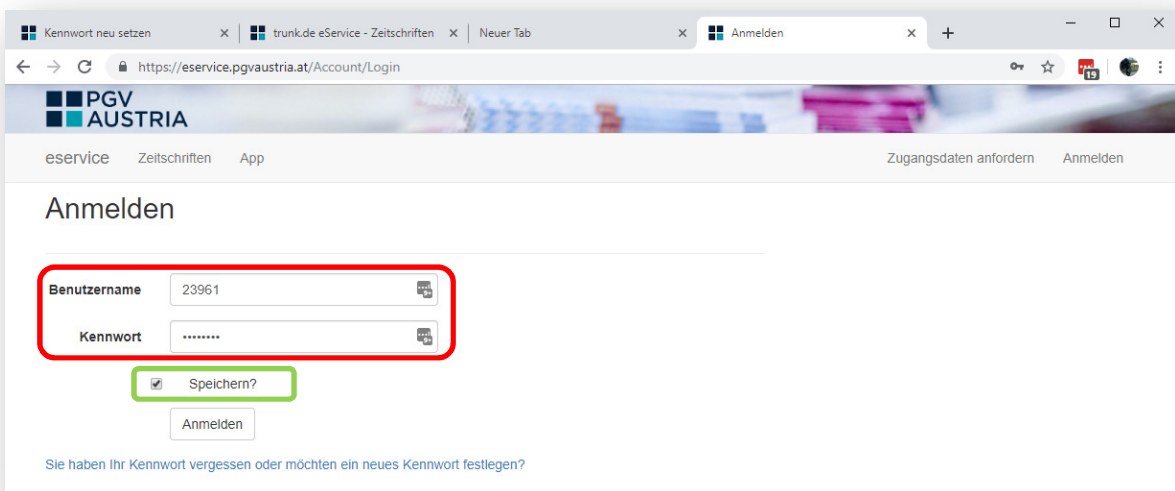 Kennwort neu setzen
trunk.de eService - Zeitschriften
Neuer Tab
Anmelden
https://eservice.pgvaustria.at/Account/Login
19
PGV
AUSTRIA
eservice Zeitschriften App Zugangsdaten anfordern Anmelden
Anmelden
Benutzername 23961
Kennwort ········
Speichern?
Anmelden
Sie haben Ihr Kennwort vergessen oder möchten ein neues Kennwort festlegen?